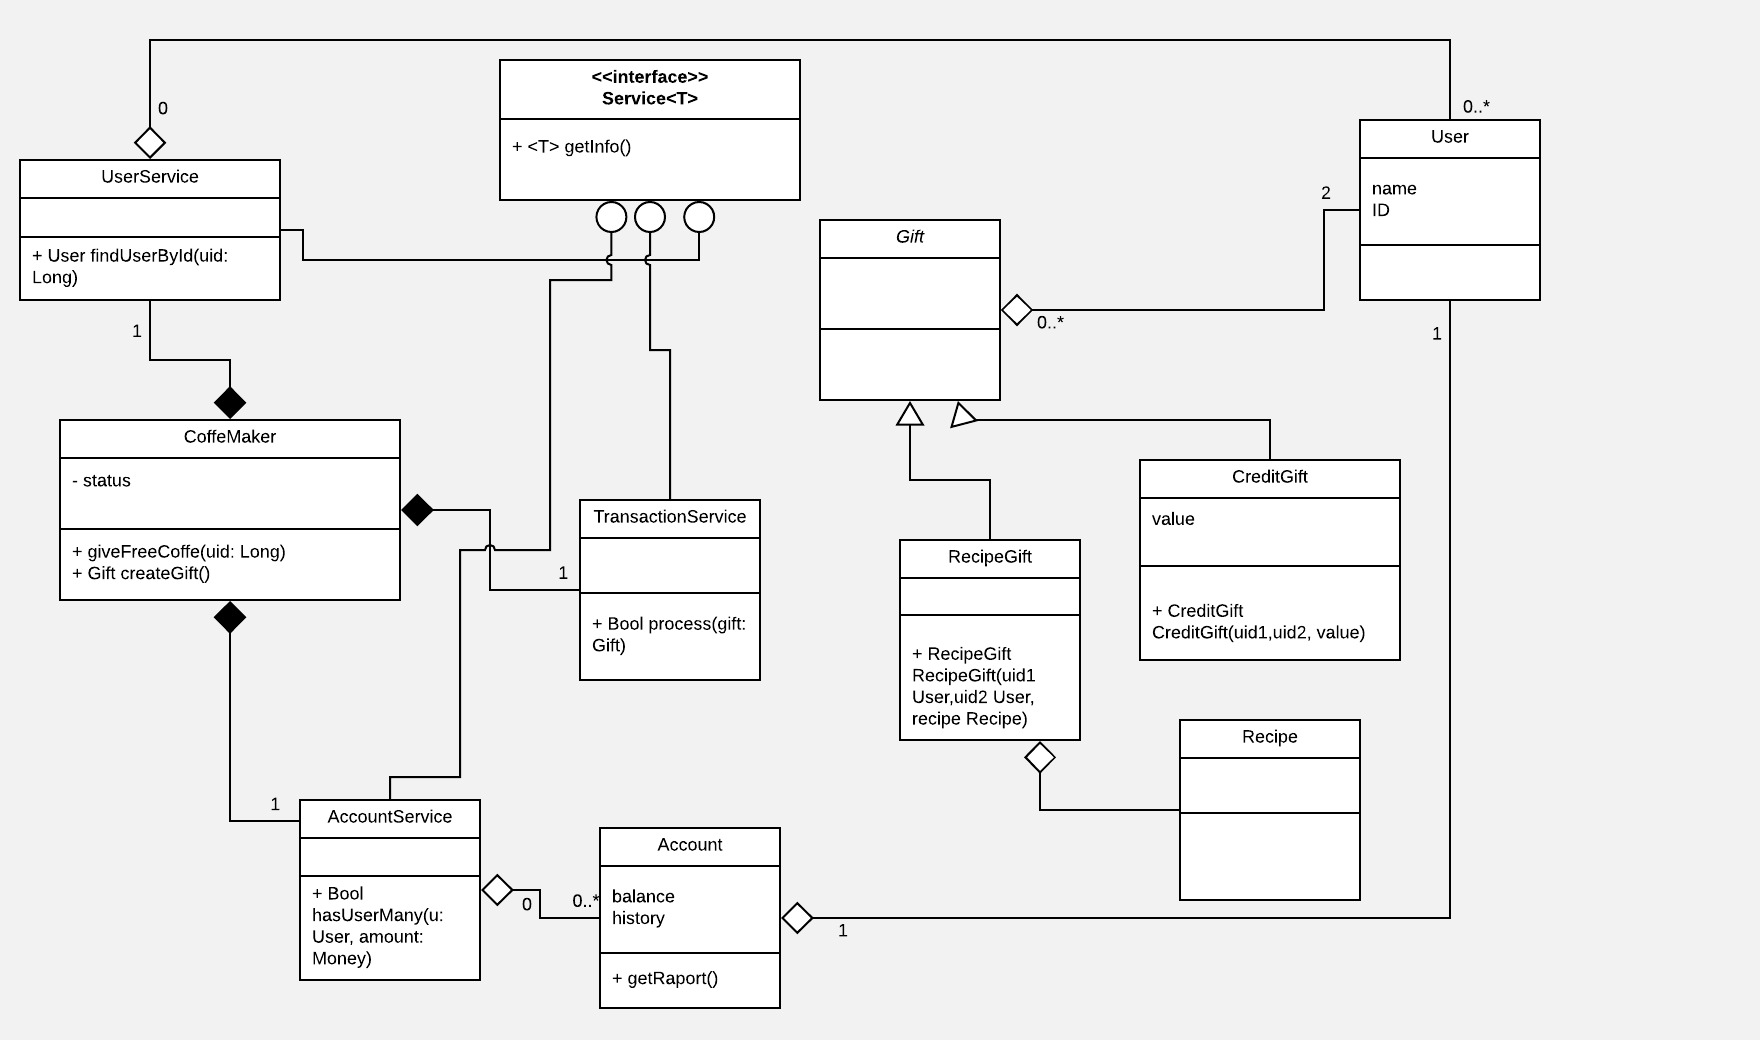 <<interface>>
Service<T>
+ <T> getInfo()
0
0..*
UserService
+ User findUserById(uid:
Long)
1
User
name
ID
2
1
Gift
0..*
CoffeMaker
- status
+ giveFreeCoffe(uid: Long)
+ Gift createGift()
TransactionService
+ Bool process(gift:
Gift)
1
CreditGift
value
+ CreditGift
CreditGift(uid1,uid2, value)
RecipeGift
+ RecipeGift
RecipeGift(uid1
User,uid2 User,
recipe Recipe)
Recipe
1
AccountService
+ Bool
hasUserMany(u:
User, amount:
Money)
0
0..*
Account
balance
history
+ getRaport()
1